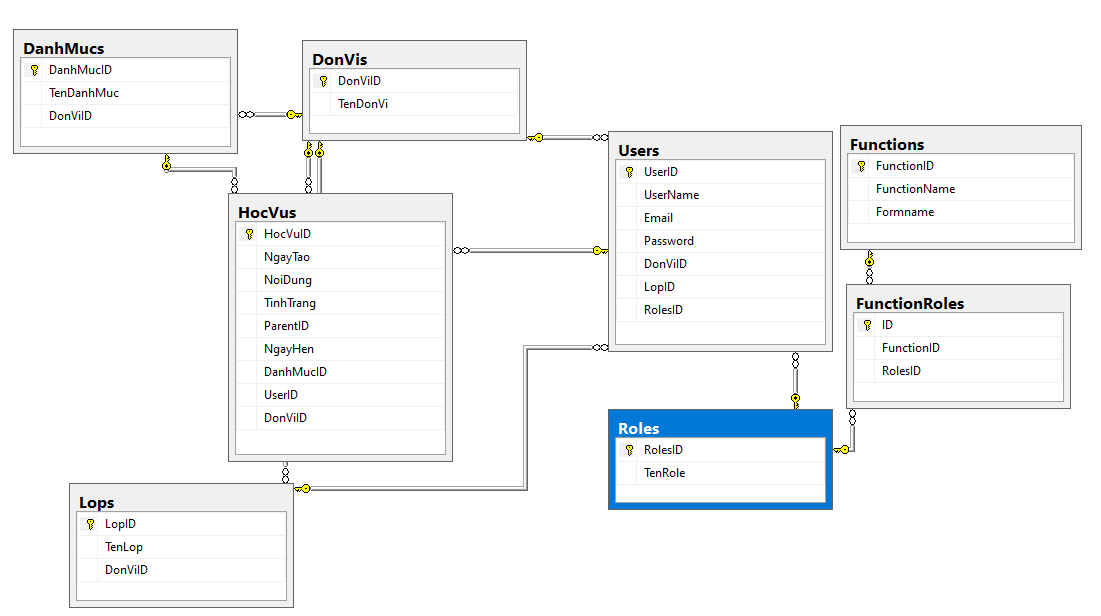 DanhMucs
DanhMucID
TenDanhMuc
DonViID
DonVis
DonViID
TenDonVi
Users
UserID
UserName
Email
Password
DonViID
LopID
RolesID
Functions
FunctionID
FunctionName
Formname
HocVus
HocVuID
NgayTao
NoiDung
TinhTrang
ParentID
NgayHen
DanhMucID
UserID
DonViID
FunctionRoles
ID
FunctionID
RolesID
Roles
RolesID
TenRole
Lops
LopID
TenLop
DonViID